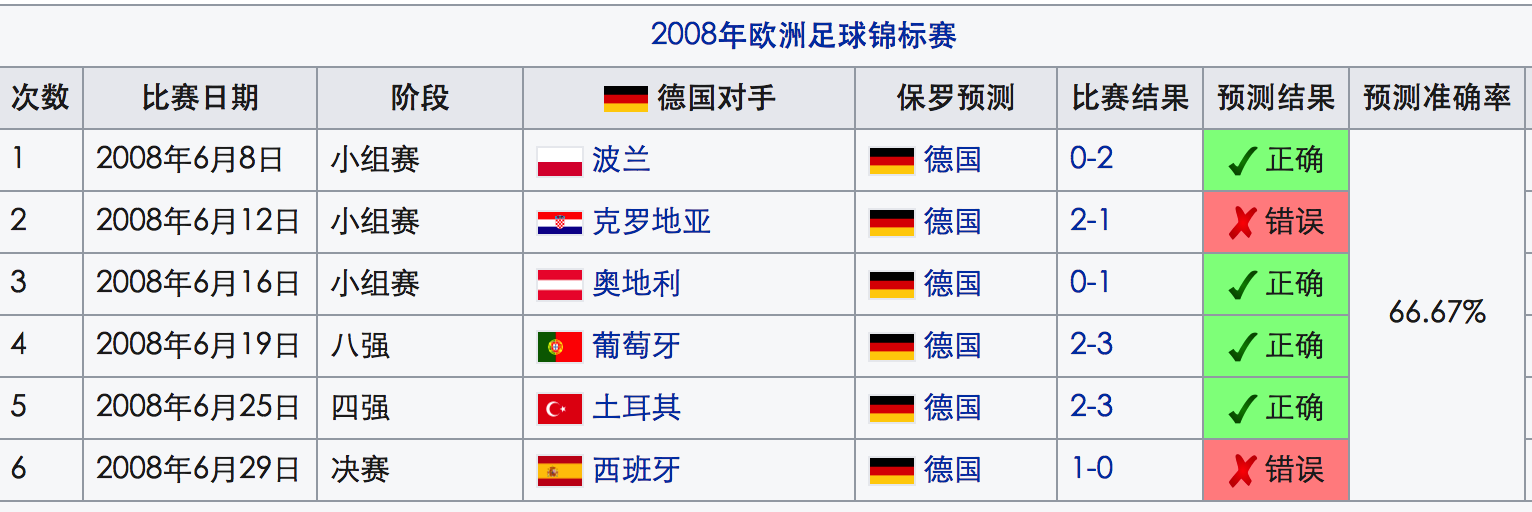 2008年欧洲足球锦标赛
次数 比赛日期 阶段 德国对手 保罗预测 比赛结果 预测结果 预测准确率
1 2008年6月8日 小组赛 波兰 德国 0-2 正确
2 2008年6月12日 小组赛 克罗地亚 德国 2-1 错误
3 2008年6月16日 小组赛 奥地利 德国 0-1 正确
66.67%
4 2008年6月19日 八强 葡萄牙 德国 2-3 正确
5 2008年6月25日 四强 土耳其 德国 2-3 正确
6 2008年6月29日 决赛 西班牙 德国 1-0 错误